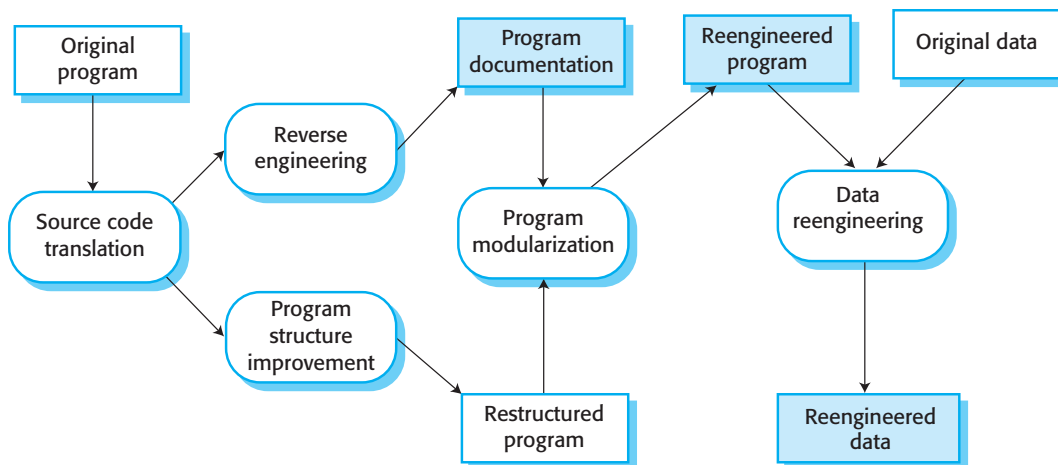 Original
program
Program
documentation
Reengineered
program
Original data
Reverse
engineering
Source code
translation
Program
modularization
Data
reengineering
Program
structure
improvement
Restructured
program
Reengineered
data